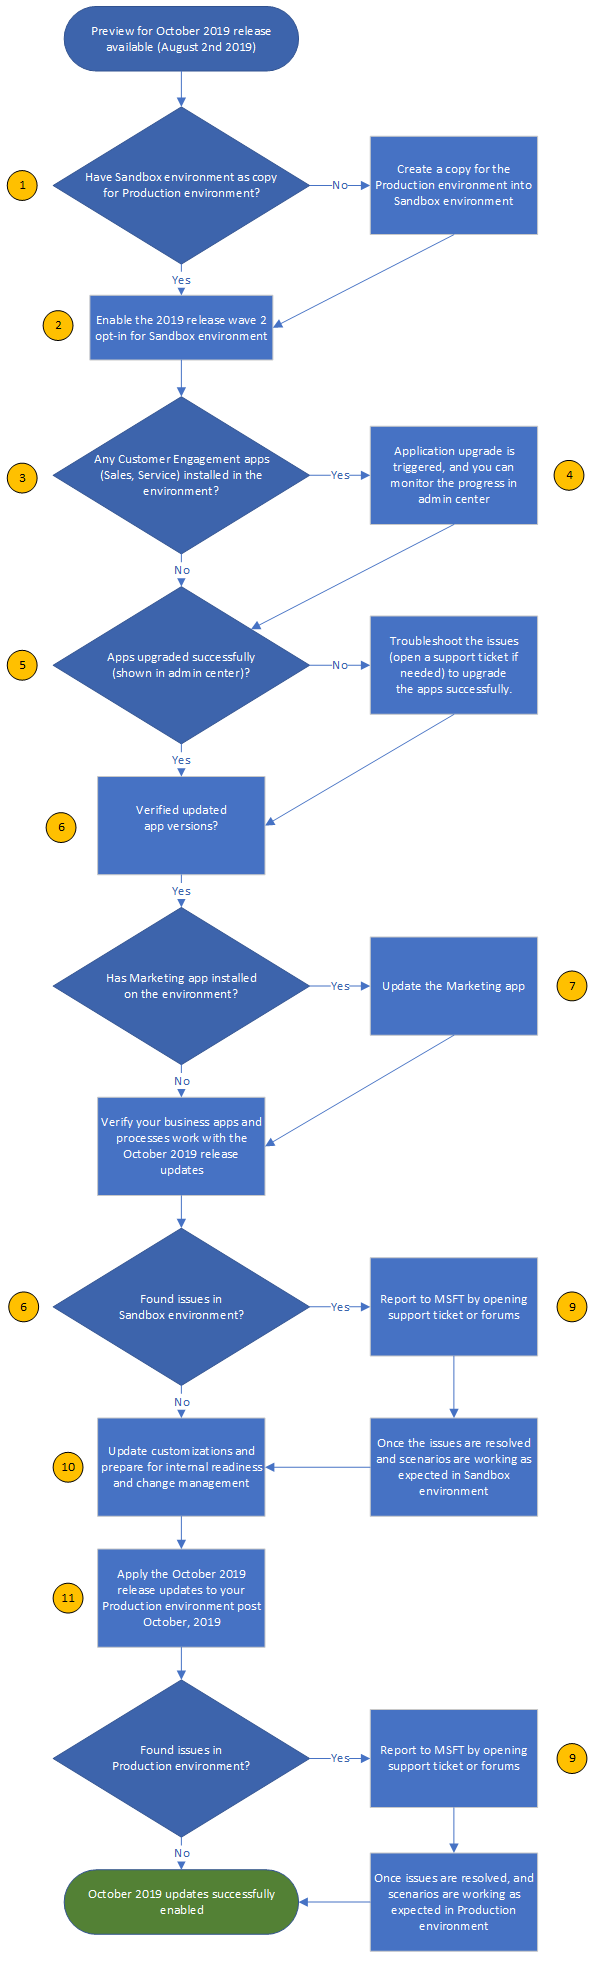 Preview for October 2019 release
available (August 2nd 2019)
1
Have Sandbox environment as copy
for Production environment?
No
Create a copy for the
Production environment into
Sandbox environment
Yes
2
Enable the 2019 release wave 2
opt-in for Sandbox environment
3
Any Customer Engagement apps
(Sales, Service) installed in the
environment?
Yes
Application upgrade is
triggered, and you can
monitor the progress in
admin center
4
No
5
Apps upgraded successfully
(shown in admin center)?
No
Troubleshoot the issues
(open a support ticket if
needed) to upgrade
the apps successfully.
Yes
6
Verified updated
app versions?
Yes
Has Marketing app installed
on the environment?
Yes
Update the Marketing app
7
No
Verify your business apps and
processes work with the
October 2019 release
updates
6
Found issues in
Sandbox environment?
Yes
Report to MSFT by opening
support ticket or forums
9
No
10
Update customizations and
prepare for internal readiness
and change management
Once the issues are resolved
and scenarios are working as
expected in Sandbox
environment
11
Apply the October 2019
release updates to your
Production environment post
October, 2019
Found issues in
Production environment?
Yes
Report to MSFT by opening
support ticket or forums
9
No
October 2019 updates successfully
enabled
Once issues are resolved, and
scenarios are working as
expected in Production
environment